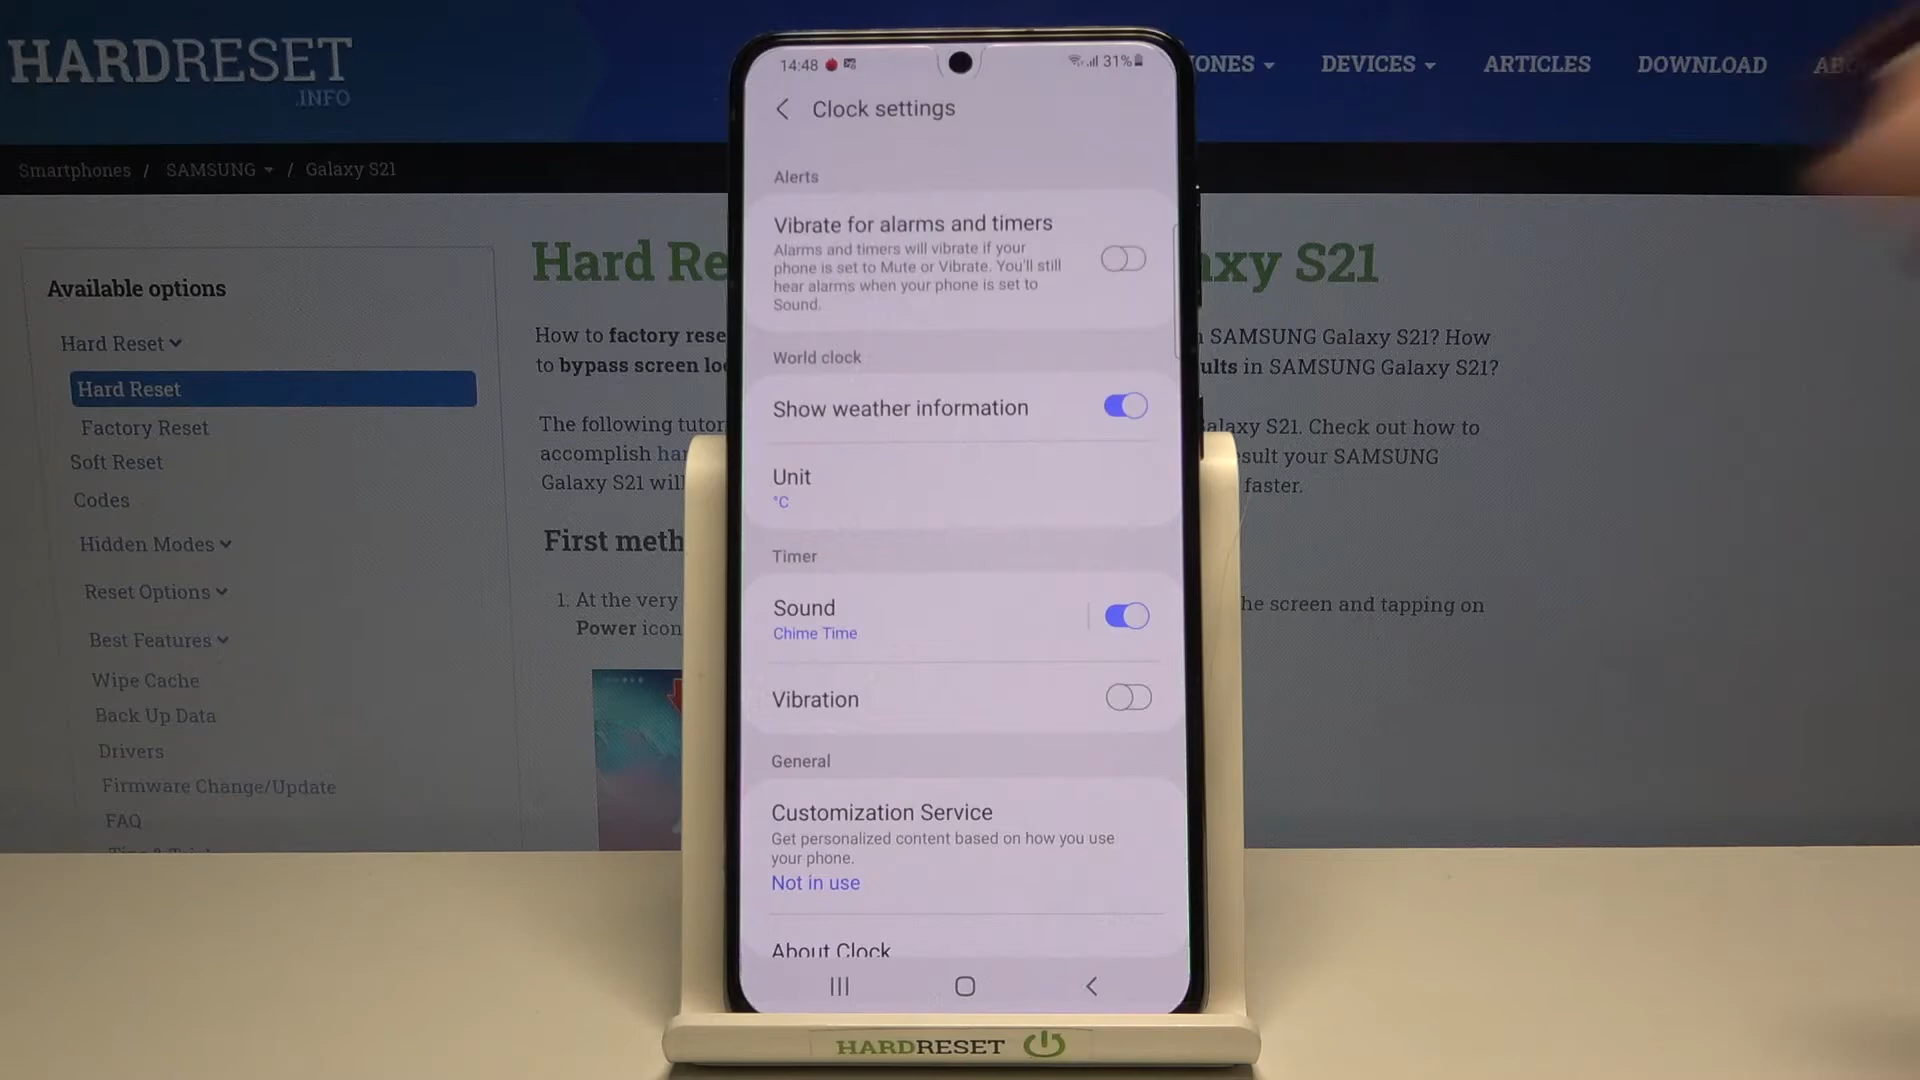 HARDRESET
.INFO
ONES
DEVICES
ARTICLES
DOWNLOAD
Smartphones / SAMSUNG / Galaxy S21
Available options
Hard Reset
Hard Reset
Factory Reset
Soft Reset
Codes
Hidden Modes
Reset Options
Best Features
Wipe Cache
Back Up Data
Drivers
Firmware Change/Update
FAQ
Hard Re
xy S21
How to factory rese
SAMSUNG Galaxy S21? How
to bypass screen lo
ults in SAMSUNG Galaxy S21?
The following tutor
alaxy S21. Check out how to
accomplish har
sult your SAMSUNG
Galaxy S21 will
faster.
First meth
1. At the very
he screen and tapping on
Power icon
14:48
31%
Clock settings
Alerts
Vibrate for alarms and timers
Alarms and timers will vibrate if your
phone is set to Mute or Vibrate. You'll still
hear alarms when your phone is set to
Sound.
World clock
Show weather information
Unit
°C
Timer
Sound
Chime Time
Vibration
General
Customization Service
Get personalized content based on how you use
your phone.
Not in use
About Clock
HARDRESET